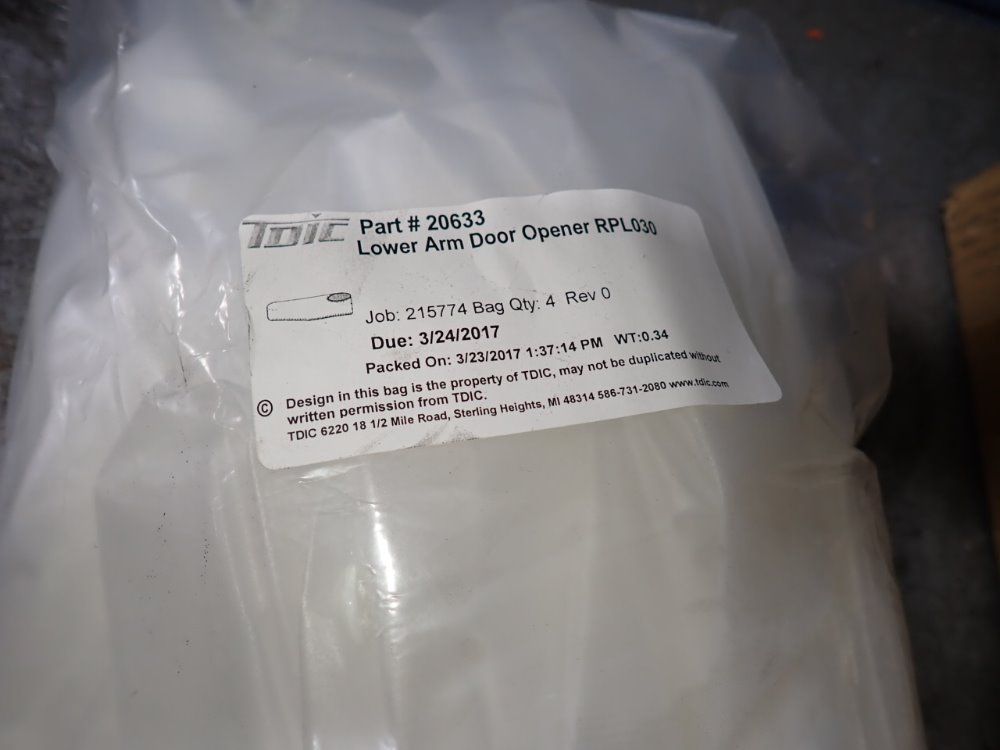 TDIC
Part # 20633
Lower Arm Door Opener RPL030
Job: 215774 Bag Qty: 4 Rev 0
Due: 3/24/2017
Packed On: 3/23/2017 1:37:14 PM WT:0.34
© Design in this bag is the property of TDIC, may not be duplicated without
written permission from TDIC.
TDIC 6220 18 1/2 Mile Road, Sterling Heights, MI 48314 586-731-2080 www.tdic.com